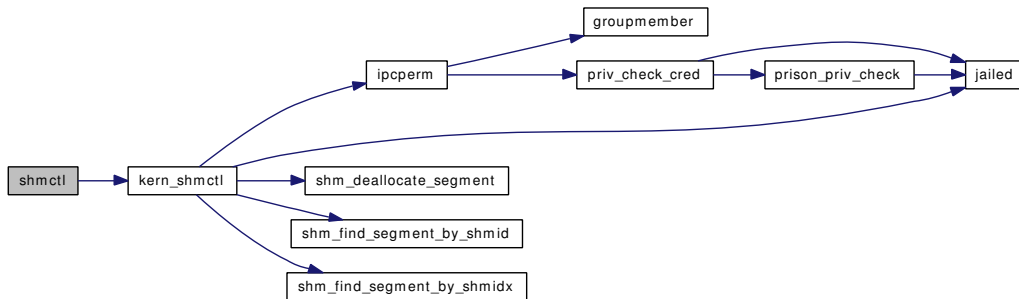 groupmember
ipcperm
priv_check_cred
prison_priv_check
jailed
shmctl
kern_shmctl
shm_deallocate_segment
shm_find_segment_by_shmid
shm_find_segment_by_shmidx